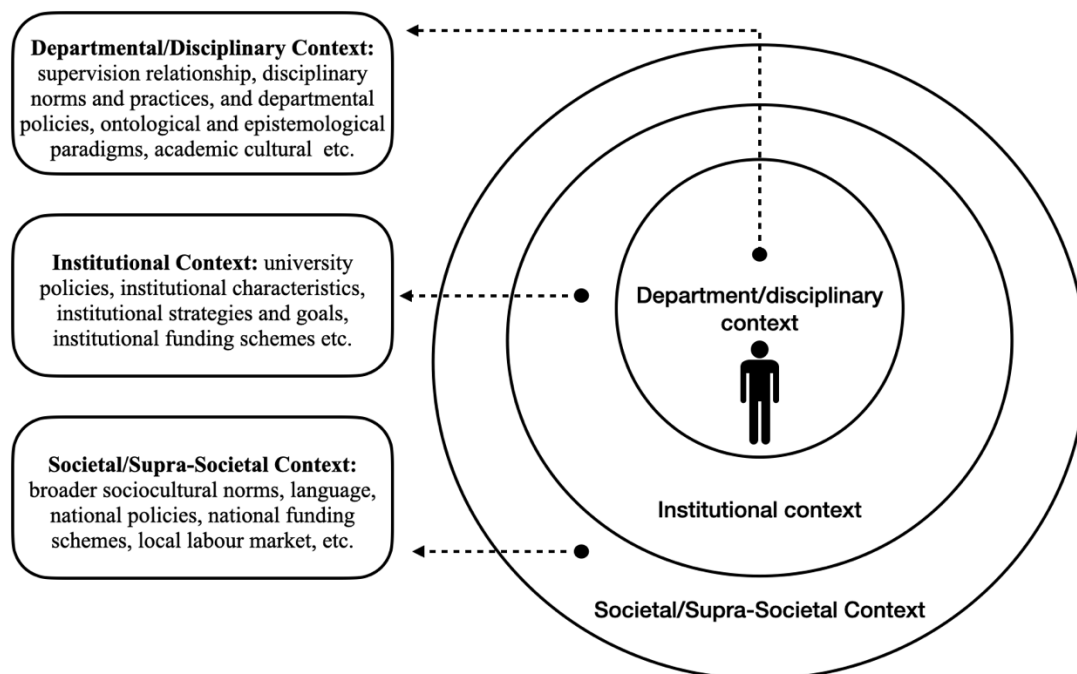 Departmental/Disciplinary Context:
supervision relationship, disciplinary
norms and practices, and departmental
policies, ontological and epistemological
paradigms, academic cultural etc.
Institutional Context: university
policies, institutional characteristics,
institutional strategies and goals,
institutional funding schemes etc.
Societal/Supra-Societal Context:
broader sociocultural norms, language,
national policies, national funding
schemes, local labour market, etc.
Department/disciplinary
context
Institutional context
Societal/Supra-Societal Context